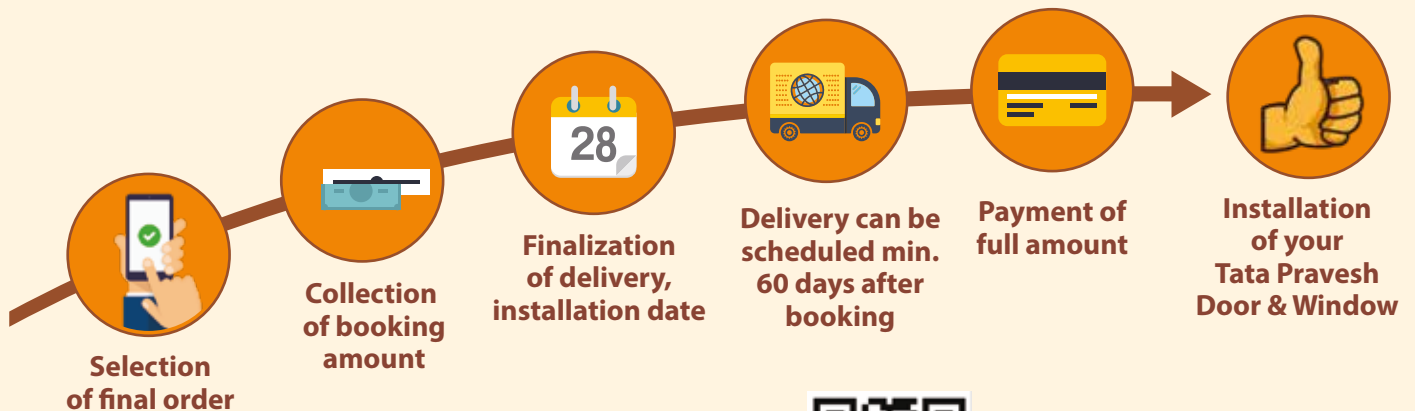 Selection
of final order
Collection
of booking
amount
28
Finalization
of delivery,
installation date
Delivery can be
scheduled min.
60 days after
booking
Payment of
full amount
Installation
of your
Tata Pravesh
Door & Window